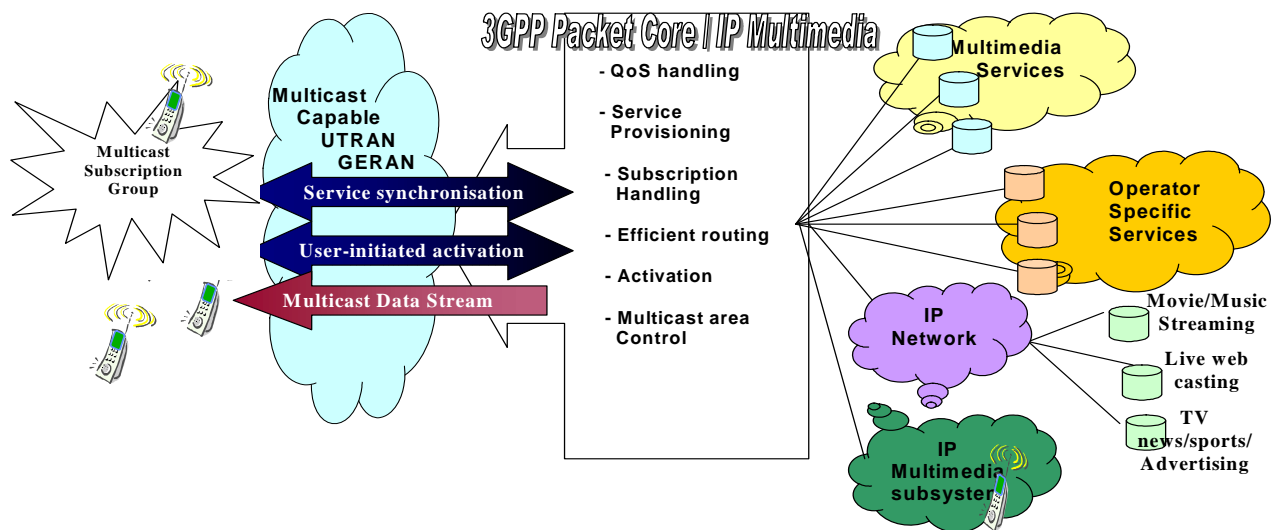 3GPP Packet Core / IP Multimedia
Multicast
Subscription
Group
Multicast
Capable
UTRAN
GERAN
Service synchronisation
User-initiated activation
Multicast Data Stream
- QoS handling
- Service
Provisioning
- Subscription
Handling
- Efficient routing
- Activation
- Multicast area
Control
Multimedia
Services
Operator
Specific
Services
IP
Network
Movie/Music
Streaming
Live web
casting
TV
news/sports/
Advertising
IP
Multimedia
subsystem